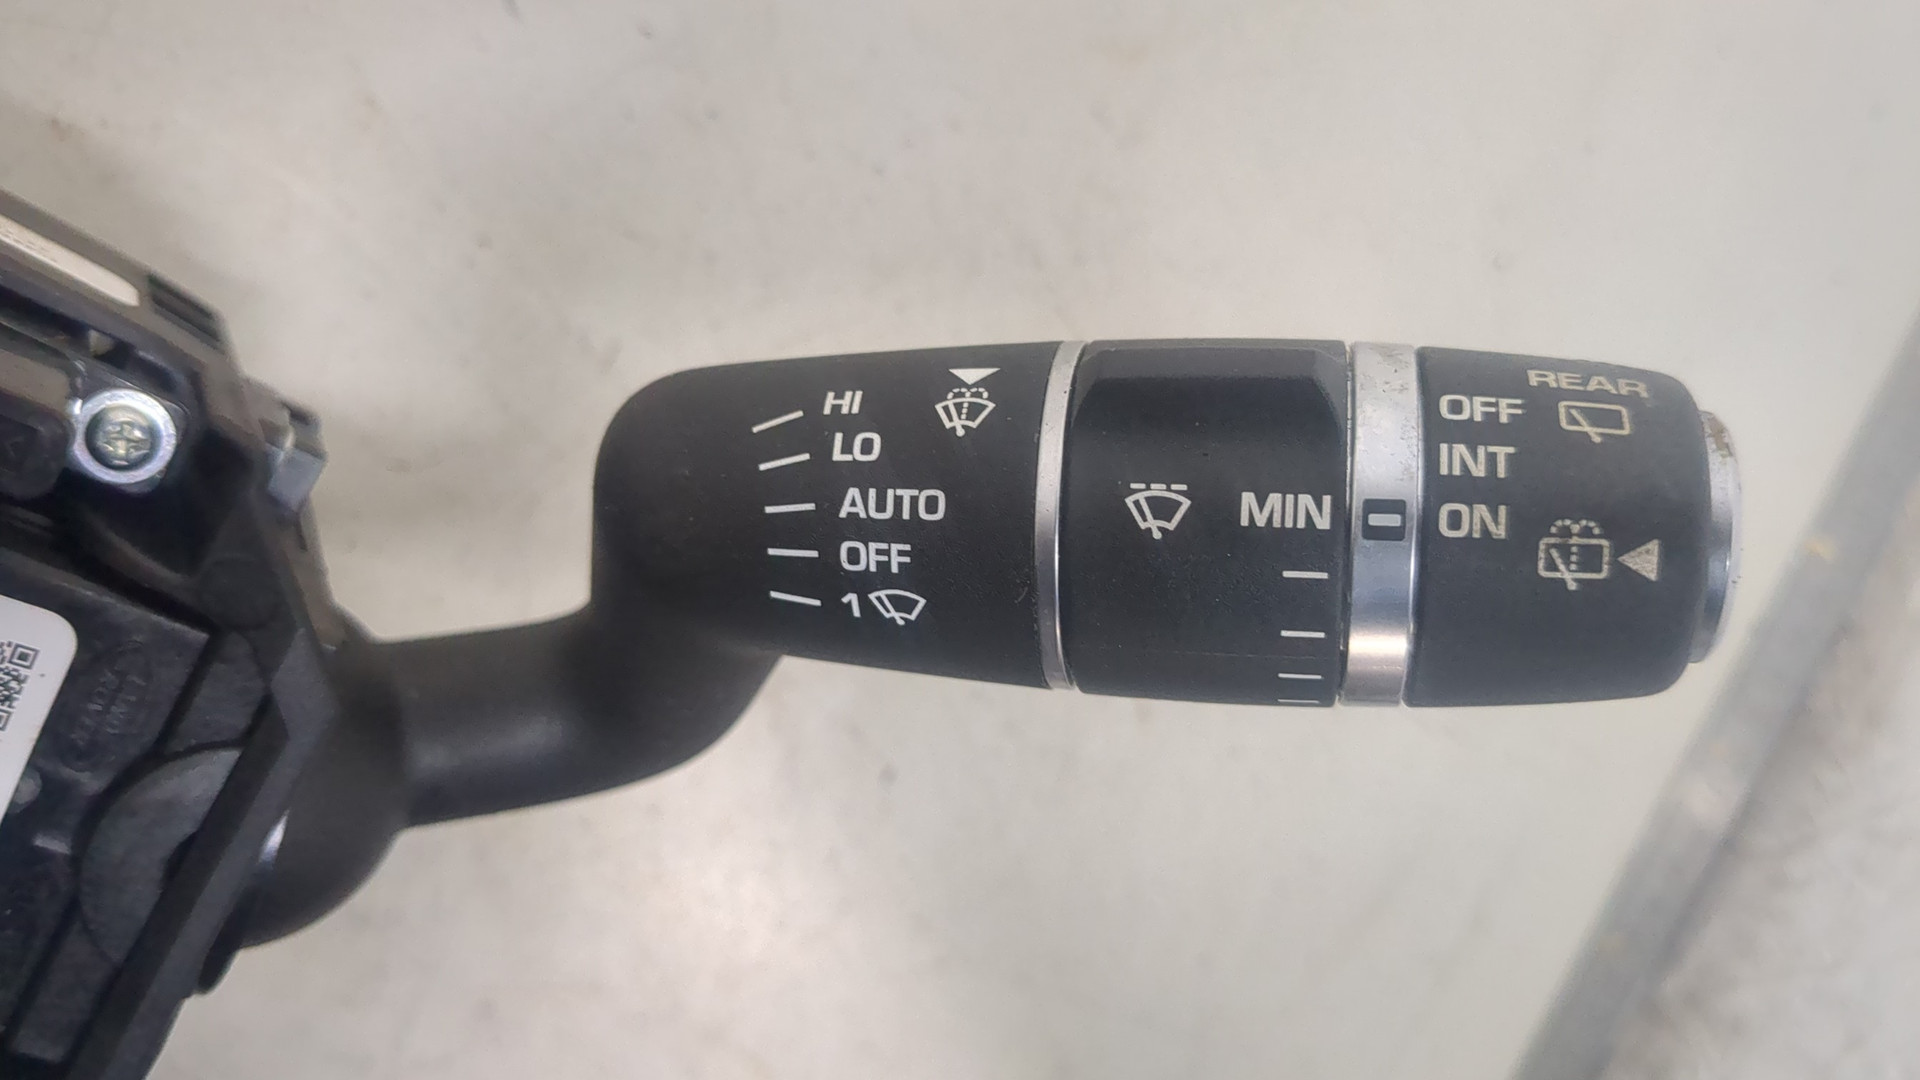 HI
LO
AUTO
OFF
1
MIN
REAR
OFF
INT
ON